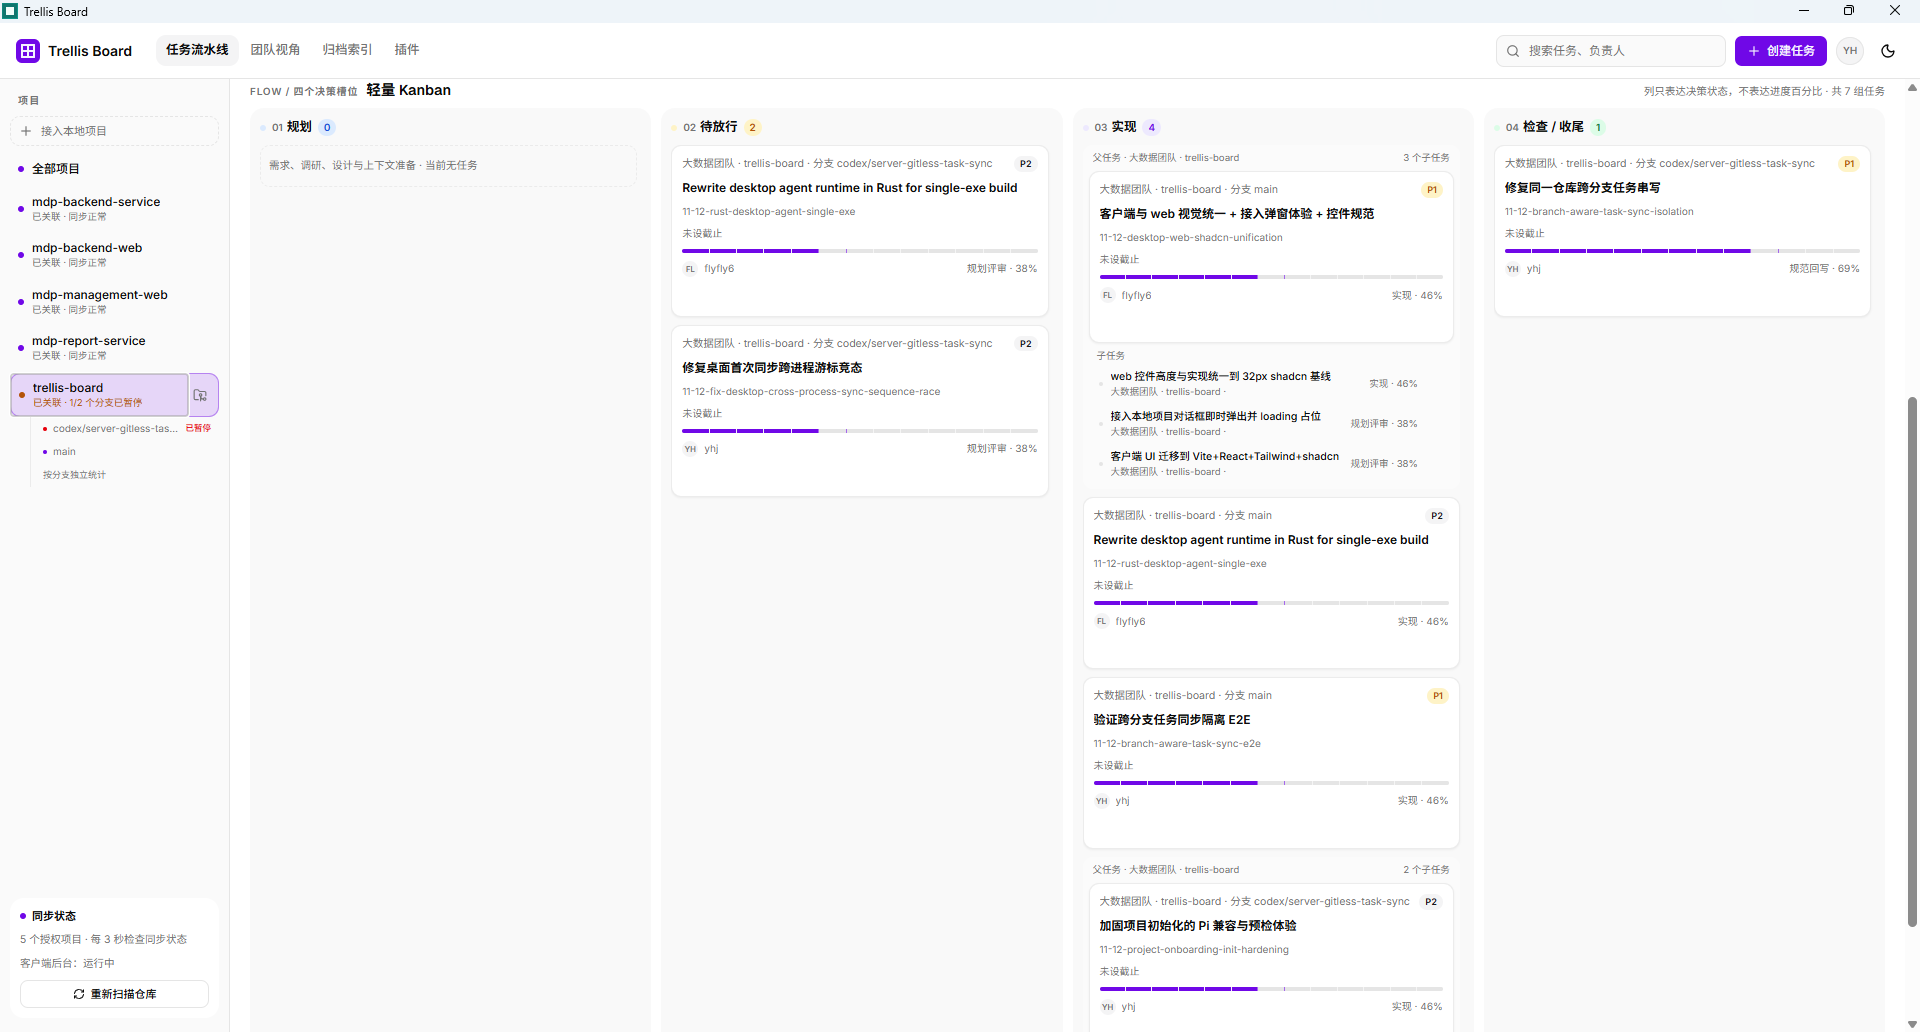 Trellis Board
Trellis Board
任务流水线
团队视角
归档索引
插件
搜索任务、负责人
创建任务
YH
项目
接入本地项目
全部项目
mdp-backend-service
已关联 · 同步正常
mdp-backend-web
已关联 · 同步正常
mdp-management-web
已关联 · 同步正常
mdp-report-service
已关联 · 同步正常
trellis-board
已关联 · 1/2 个分支已暂停
codex/server-gitless-tas... 已暂停
main
按分支独立统计
同步状态
5 个授权项目 · 每 3 秒检查同步状态
客户端后台：运行中
重新扫描仓库
FLOW / 四个决策槽位 轻量 Kanban
列只表达决策状态，不表达进度百分比 · 共 7 组任务
01 规划 0
需求、调研、设计与上下文准备 · 当前无任务
02 待放行 2
大数据团队 · trellis-board · 分支 codex/server-gitless-task-sync P2
Rewrite desktop agent runtime in Rust for single-exe build
11-12-rust-desktop-agent-single-exe
未设截止
FL flyfly6 规划评审 · 38%
大数据团队 · trellis-board · 分支 codex/server-gitless-task-sync P2
修复桌面首次同步跨进程游标竞态
11-12-fix-desktop-cross-process-sync-sequence-race
未设截止
YH yhj 规划评审 · 38%
03 实现 4
父任务 · 大数据团队 · trellis-board 3 个子任务
大数据团队 · trellis-board · 分支 main P1
客户端与 web 视觉统一 + 接入弹窗体验 + 控件规范
11-12-desktop-web-shadcn-unification
未设截止
FL flyfly6 实现 · 46%
子任务
web 控件高度与实现统一到 32px shadcn 基线 实现 · 46%
大数据团队 · trellis-board ·
接入本地项目对话框即时弹出并 loading 占位 规划评审 · 38%
大数据团队 · trellis-board ·
客户端 UI 迁移到 Vite+React+Tailwind+shadcn 规划评审 · 38%
大数据团队 · trellis-board ·
大数据团队 · trellis-board · 分支 main P2
Rewrite desktop agent runtime in Rust for single-exe build
11-12-rust-desktop-agent-single-exe
未设截止
FL flyfly6 实现 · 46%
大数据团队 · trellis-board · 分支 main P1
验证跨分支任务同步隔离 E2E
11-12-branch-aware-task-sync-e2e
未设截止
YH yhj 实现 · 46%
父任务 · 大数据团队 · trellis-board 2 个子任务
大数据团队 · trellis-board · 分支 codex/server-gitless-task-sync P2
加固项目初始化的 Pi 兼容与预检体验
11-12-project-onboarding-init-hardening
未设截止
YH yhj 实现 · 46%
04 检查 / 收尾 1
大数据团队 · trellis-board · 分支 codex/server-gitless-task-sync P1
修复同一仓库跨分支任务串写
11-12-branch-aware-task-sync-isolation
未设截止
YH yhj 规范回写 · 69%